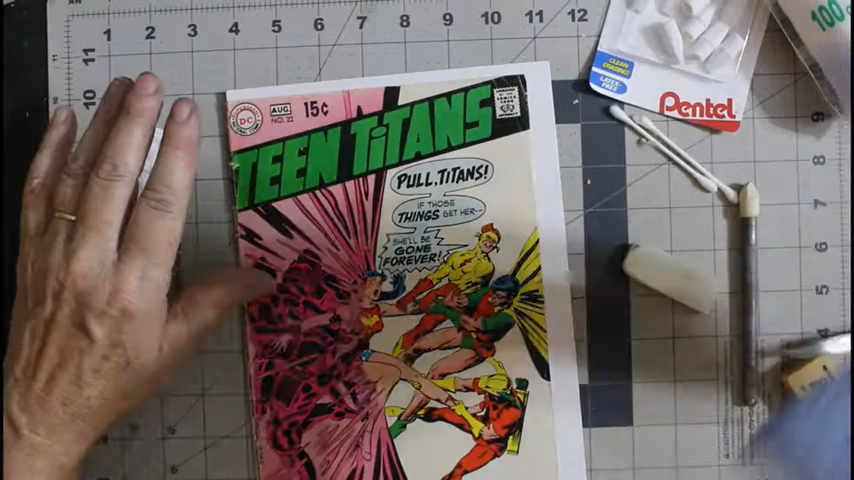 12 11 10 9 8 7 6 5 4 3 2 1
11
10
9
8
7
6
5
100
CLEAN ERASING!
LATEX-FREE
Pentel
DC
AUG.
NO. 22
15¢
TEEN TITANS
PULL, TITANS!
IF THOSE
THINGS GET HER--
SHE'LL BE
GONE
FOREVER!